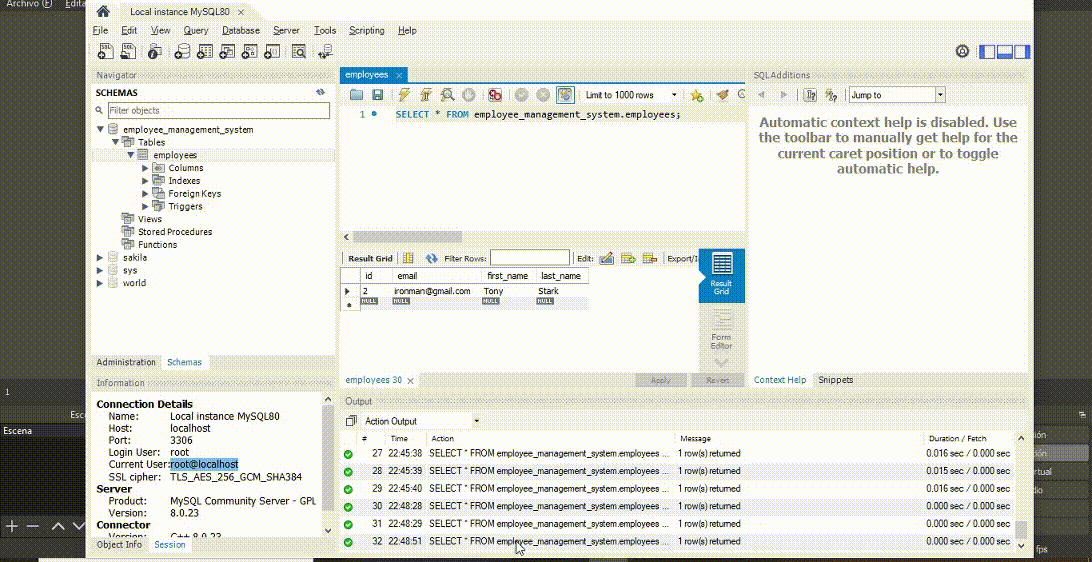 Archivo (F) Edita
Local instance MySQL80
File Edit View Query Database Server Tools Scripting Help
Navigator
SCHEMAS
Filter objects
employee_management_system
Tables
employees
Columns
Indexes
Foreign Keys
Triggers
Views
Stored Procedures
Functions
sakila
sys
world
Administration Schemas
Information
Connection Details
Name: Local instance MySQL80
Host: localhost
Port: 3306
Login User: root
Current User: root@localhost
SSL cipher: TLS_AES_256_GCM_SHA384
Server
Product: MySQL Community Server - GPL
Version: 8.0.23
Connector
Version: C++ 8.0.23
Object Info Session
employees
Limit to 1000 rows
1 SELECT * FROM employee_management_system.employees;
Result Grid Filter Rows: Edit: Export/I
id email first_name last_name
2 ironman@gmail.com Tony Stark
NULL NULL NULL NULL
Result
Grid
Form
Editor
employees 30
Apply Revert
SQLAdditions
Jump to
Automatic context help is disabled. Use
the toolbar to manually get help for the
current caret position or to toggle
automatic help.
Context Help Snippets
Output
Action Output
# Time Action Message Duration / Fetch
27 22:45:38 SELECT * FROM employee_management_system.employees ... 1 row(s) returned 0.016 sec / 0.000 sec
28 22:45:39 SELECT * FROM employee_management_system.employees ... 1 row(s) returned 0.015 sec / 0.000 sec
29 22:45:40 SELECT * FROM employee_management_system.employees ... 1 row(s) returned 0.016 sec / 0.000 sec
30 22:48:28 SELECT * FROM employee_management_system.employees ... 1 row(s) returned 0.000 sec / 0.000 sec
31 22:48:29 SELECT * FROM employee_management_system.employees ... 1 row(s) returned 0.000 sec / 0.000 sec
32 22:48:51 SELECT * FROM employee_management_system.employees ... 1 row(s) returned 0.000 sec / 0.000 sec
1
Esce
Escena
ión
ción
rtual
dio
fps